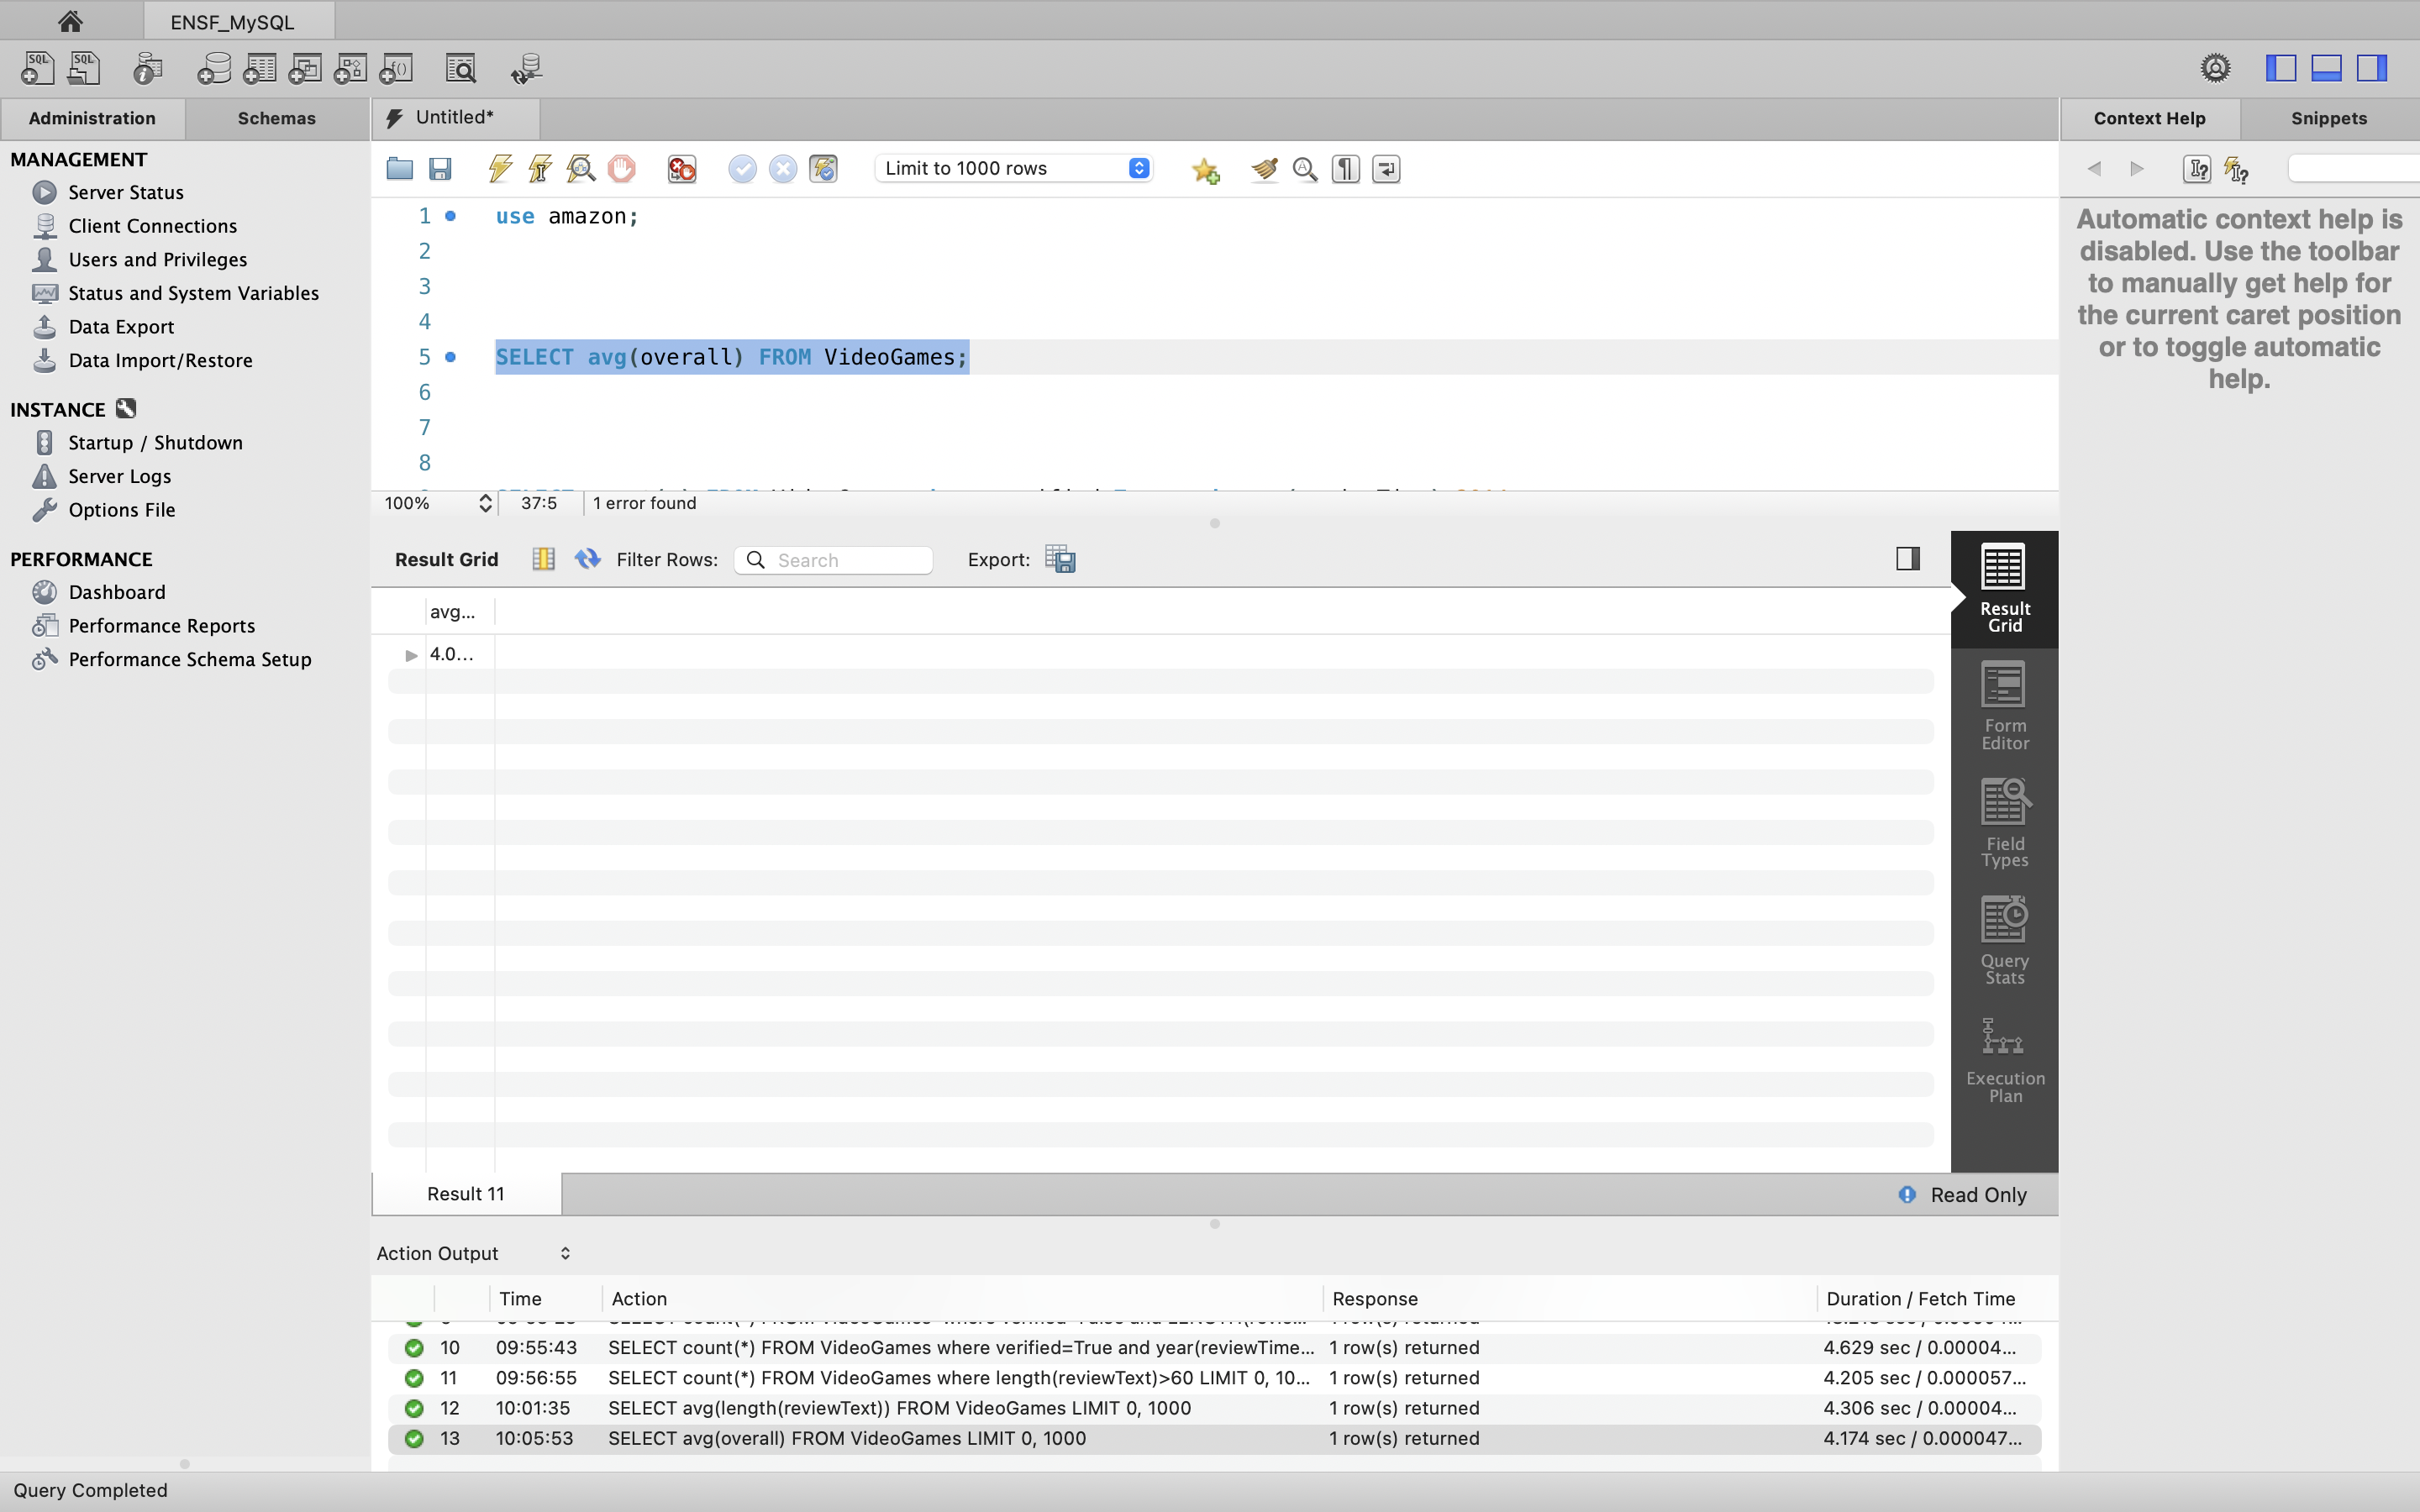 ENSF_MySQL
Administration
Schemas
Untitled*
Context Help
Snippets
MANAGEMENT
Server Status
Client Connections
Users and Privileges
Status and System Variables
Data Export
Data Import/Restore
INSTANCE
Startup / Shutdown
Server Logs
Options File
PERFORMANCE
Dashboard
Performance Reports
Performance Schema Setup
Limit to 1000 rows
1 use amazon;
2
3
4
5 SELECT avg(overall) FROM VideoGames;
6
7
8
100% 37:5 1 error found
Automatic context help is
disabled. Use the toolbar
to manually get help for
the current caret position
or to toggle automatic
help.
Result Grid Filter Rows: Search Export:
avg...
4.0...
Result
Grid
Form
Editor
Field
Types
Query
Stats
Execution
Plan
Result 11
Read Only
Action Output
Time Action Response Duration / Fetch Time
10 09:55:43 SELECT count(*) FROM VideoGames where verified=True and year(reviewTime... 1 row(s) returned 4.629 sec / 0.00004...
11 09:56:55 SELECT count(*) FROM VideoGames where length(reviewText)>60 LIMIT 0, 10... 1 row(s) returned 4.205 sec / 0.000057...
12 10:01:35 SELECT avg(length(reviewText)) FROM VideoGames LIMIT 0, 1000 1 row(s) returned 4.306 sec / 0.00004...
13 10:05:53 SELECT avg(overall) FROM VideoGames LIMIT 0, 1000 1 row(s) returned 4.174 sec / 0.000047...
Query Completed